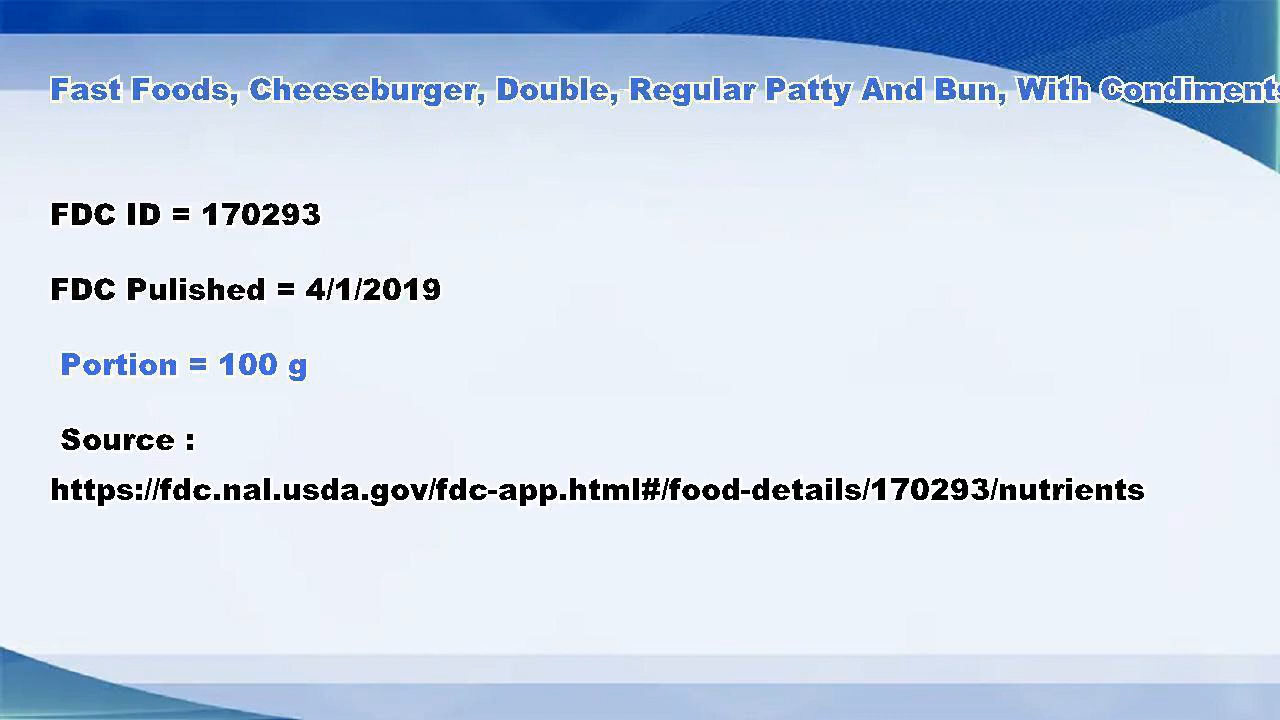 Fast Foods, Cheeseburger, Double, Regular Patty And Bun, With Condiments
FDC ID = 170293
FDC Pulished = 4/1/2019
Portion = 100 g
Source :
https://fdc.nal.usda.gov/fdc-app.html#/food-details/170293/nutrients